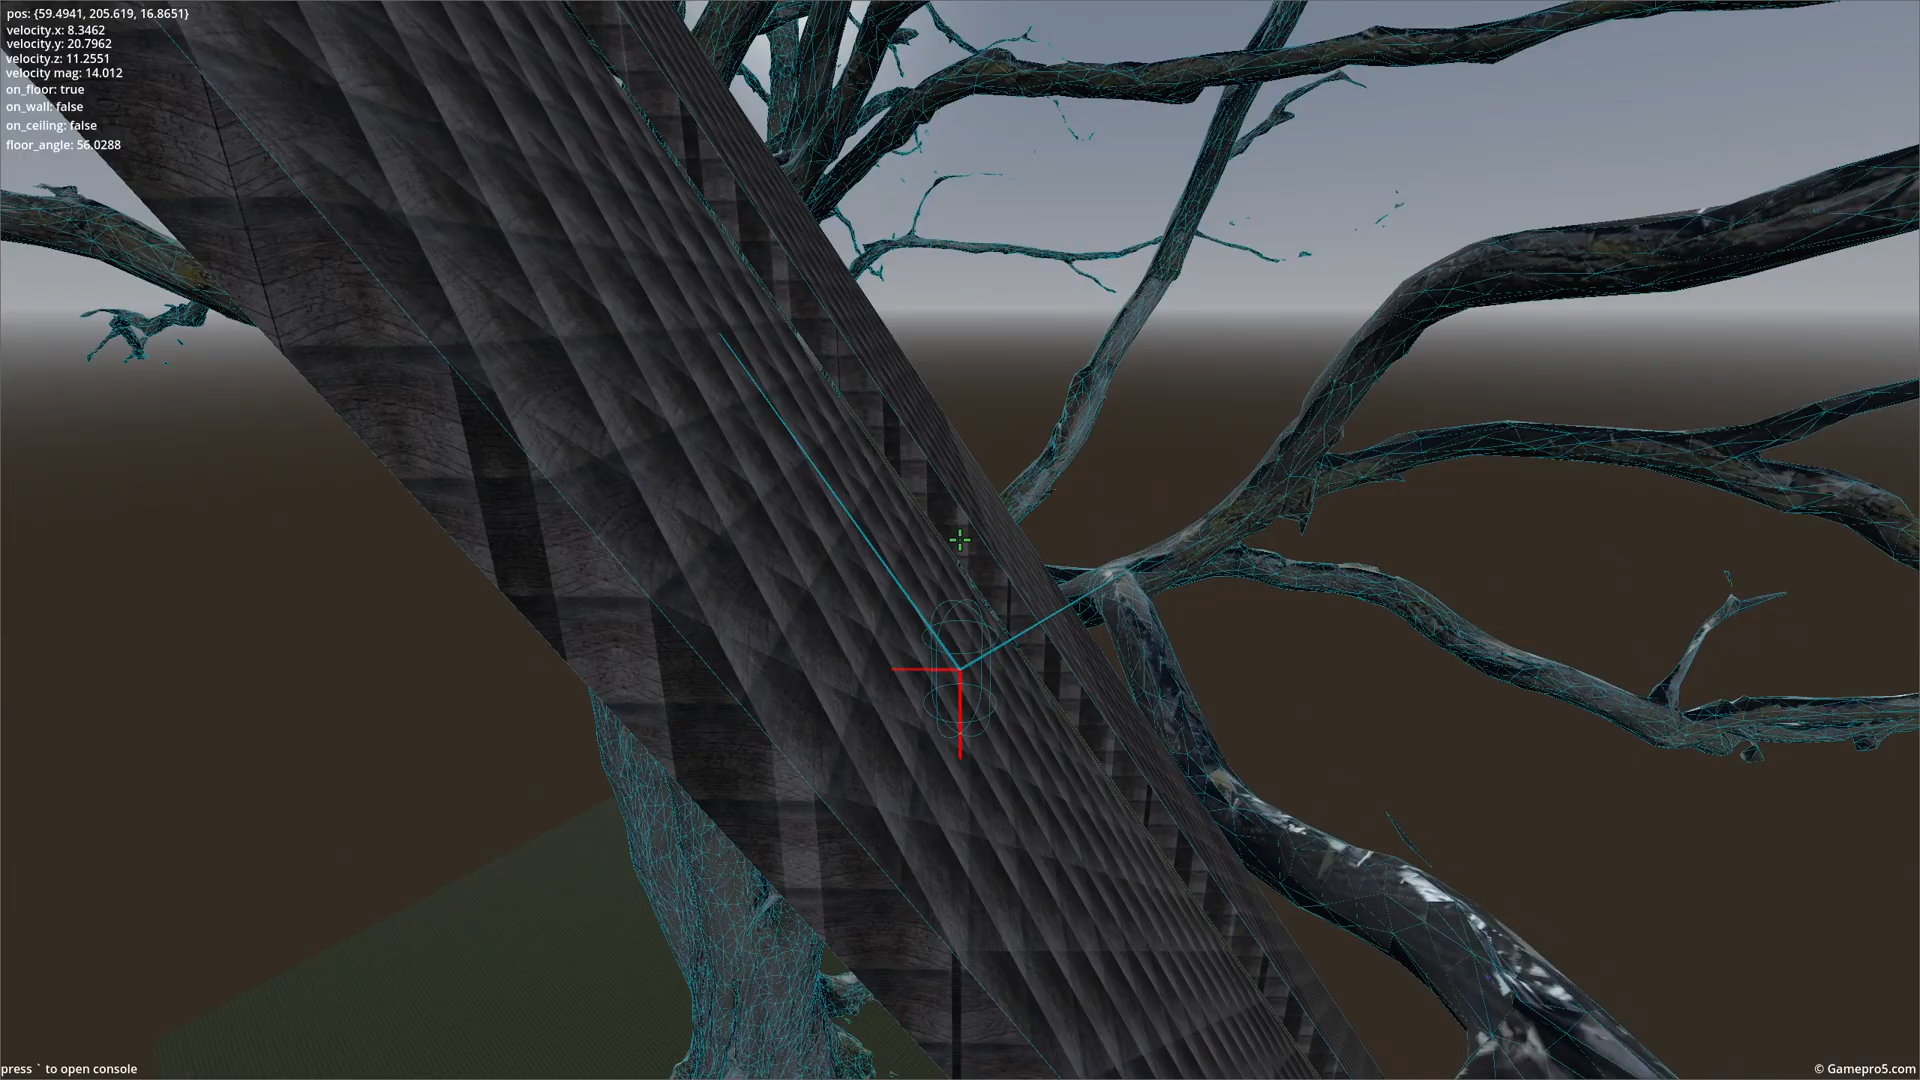 pos: {59.4941, 205.619, 16.8651}
velocity.x: 8.3462
velocity.y: 20.7962
velocity.z: 11.2551
velocity mag: 14.012
on_floor: true
on_wall: false
on_ceiling: false
floor_angle: 56.0288
press ` to open console
© Gamepro5.com